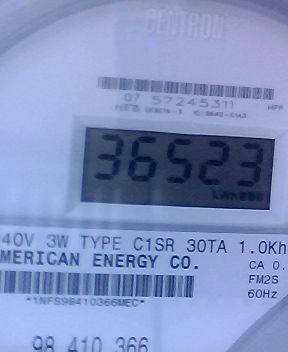 CENTRON
07 57245311
36523
40V 3W TYPE C1SR 30TA 1.0Kh
MERICAN ENERGY CO. CA 0.
FM2S
*1NFS98410366MEC* 60Hz
98 410 366